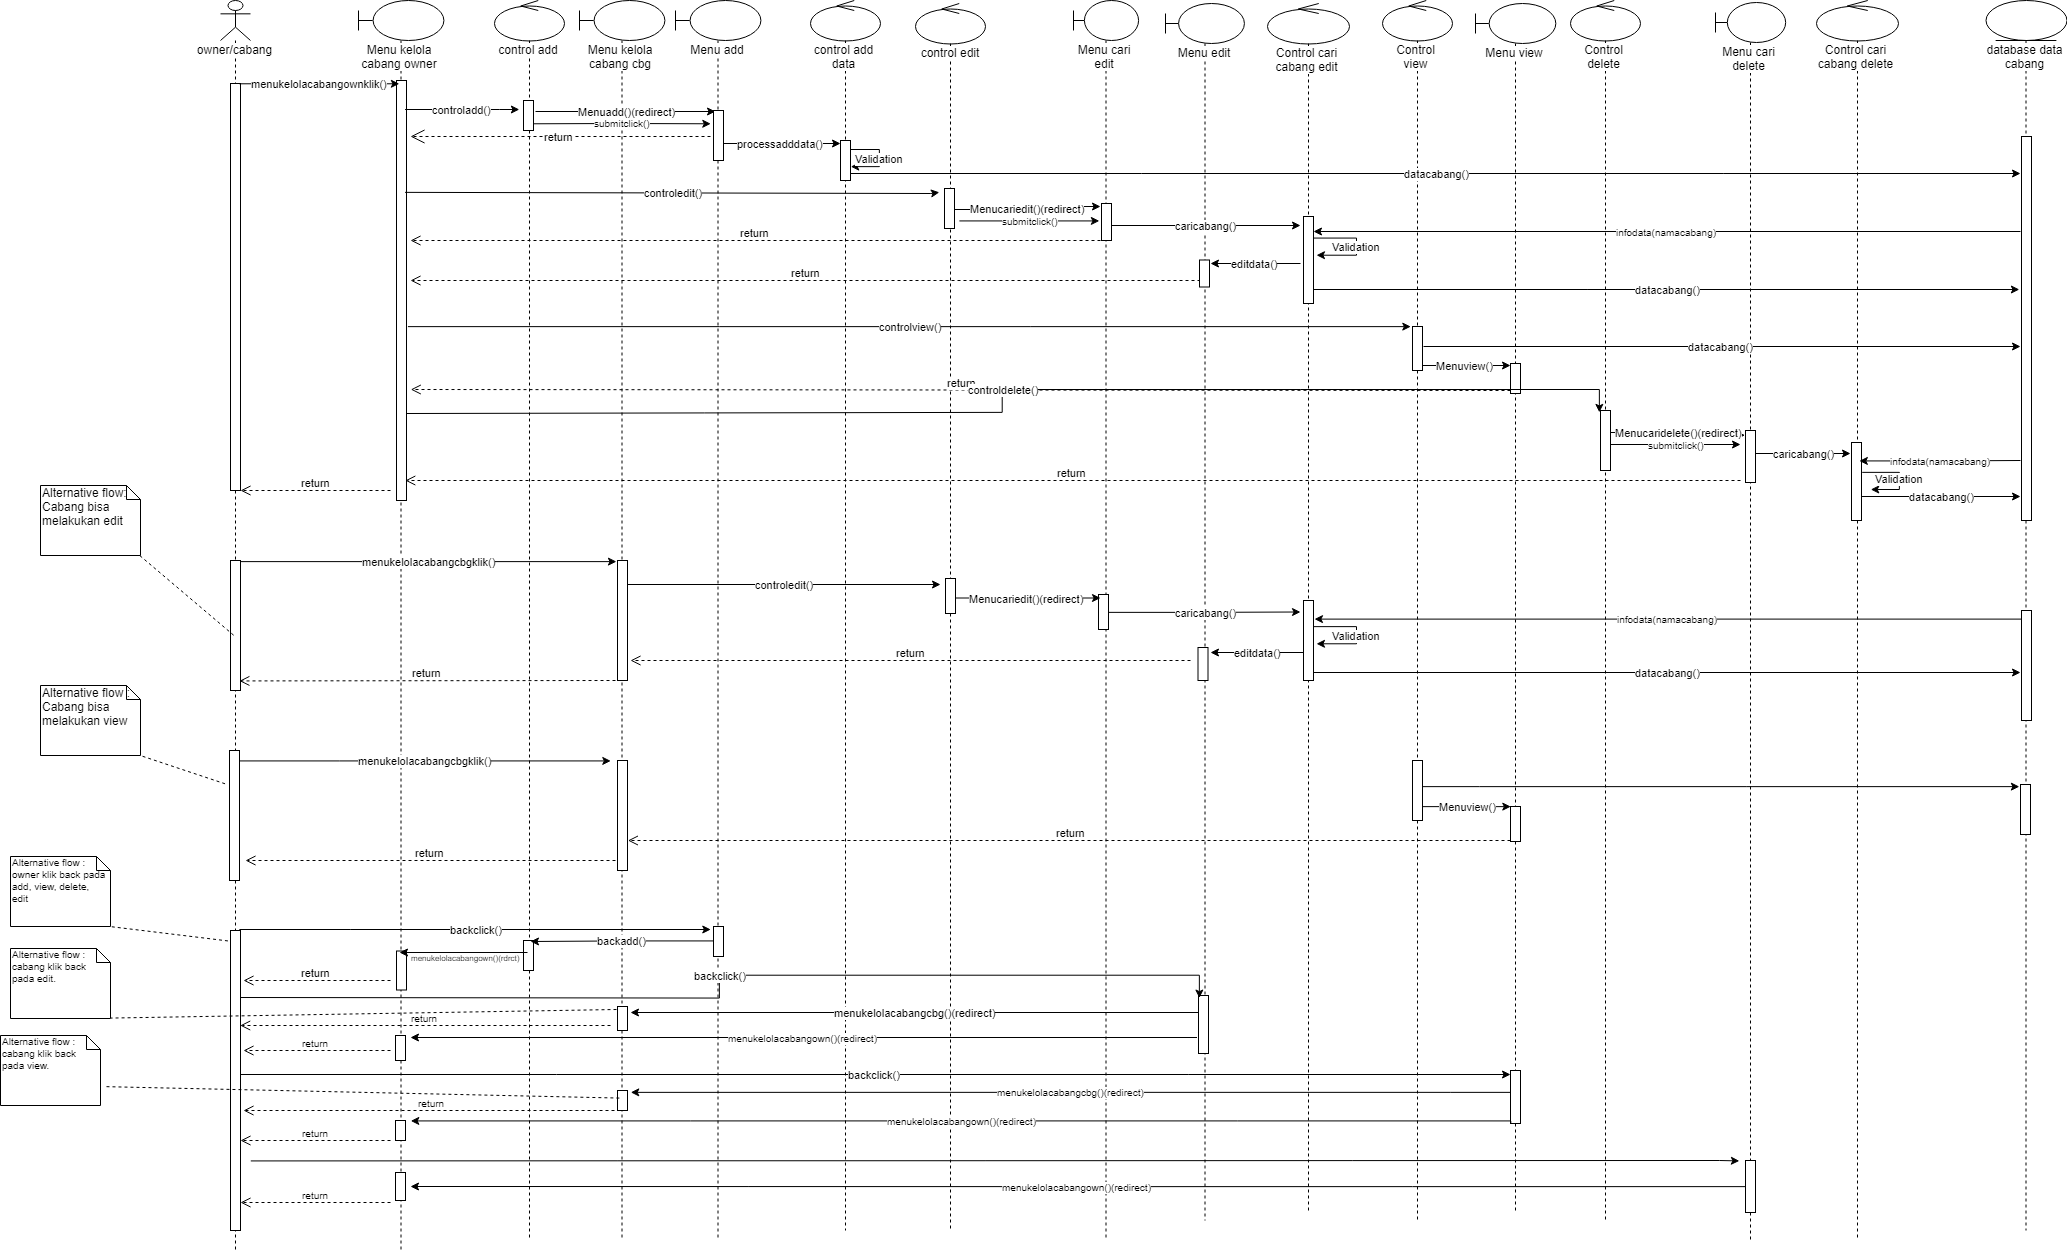 owner/cabang
Menu kelola
cabang owner
control add
Menu kelola
cabang cbg
Menu add
control add
data
control edit
Menu cari
edit
Menu edit
Control cari
cabang edit
Control
view
Menu view
Control
delete
Menu cari
delete
Control cari
cabang delete
database data
cabang
menukelolacabangownklik()
controladd()
Menuadd()(redirect)
submitclick()
return
processadddata()
Validation
datacabang()
controledit()
Menucariedit()(redirect)
submitclick()
caricabang()
return
infodata(namacabang)
Validation
editdata()
return
datacabang()
controlview()
datacabang()
Menuview()
return
controldelete()
Menucaridelete()(redirect)
submitclick()
caricabang()
infodata(namacabang)
return
Validation
return
datacabang()
Alternative flow:
Cabang bisa
melakukan edit
menukelolacabangcbgklik()
controledit()
Menucariedit()(redirect)
caricabang()
infodata(namacabang)
Validation
editdata()
return
return
datacabang()
Alternative flow :
Cabang bisa
melakukan view
menukelolacabangcbgklik()
Menuview()
return
return
Alternative flow :
owner klik back pada
add, view, delete,
edit
backclick()
backadd()
menukelolacabangown()(rdrct)
Alternative flow :
cabang klik back
pada edit.
return
backclick()
menukelolacabangcbg()(redirect)
return
menukelolacabangown()(redirect)
return
Alternative flow :
cabang klik back
pada view.
backclick()
menukelolacabangcbg()(redirect)
return
menukelolacabangown()(redirect)
return
menukelolacabangown()(redirect)
return